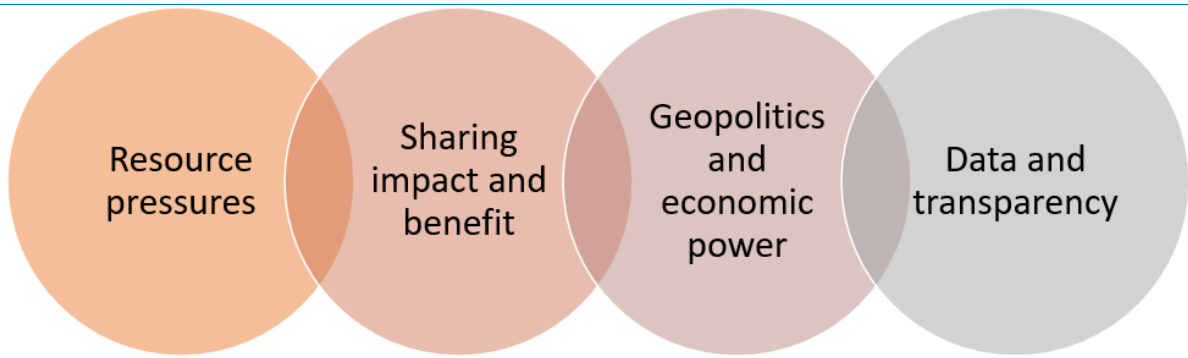 Resource
pressures
Sharing
impact and
benefit
Geopolitics
and
economic
power
Data and
transparency